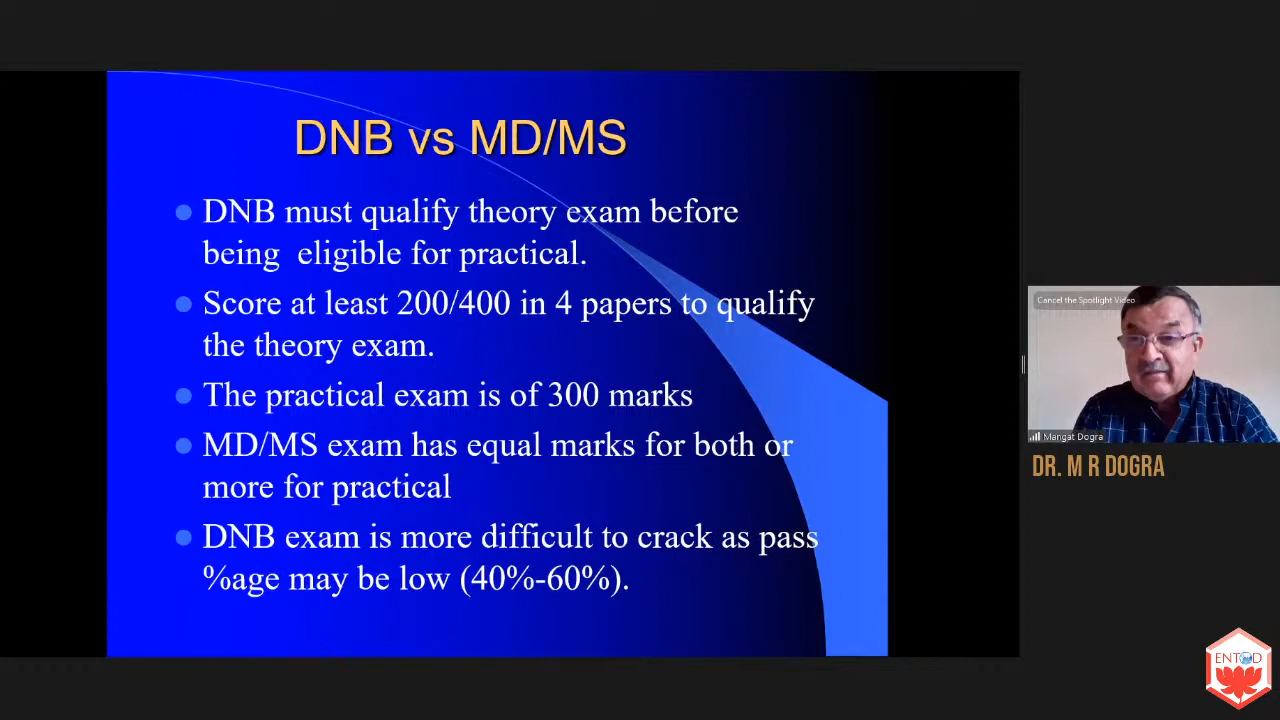 DNB vs MD/MS
DNB must qualify theory exam before
being eligible for practical.
Score at least 200/400 in 4 papers to qualify
the theory exam.
The practical exam is of 300 marks
MD/MS exam has equal marks for both or
more for practical
DNB exam is more difficult to crack as pass
%age may be low (40%-60%).
Cancel the Spotlight Video
Mangat Dogra
DR. M R DOGRA
ENTOD